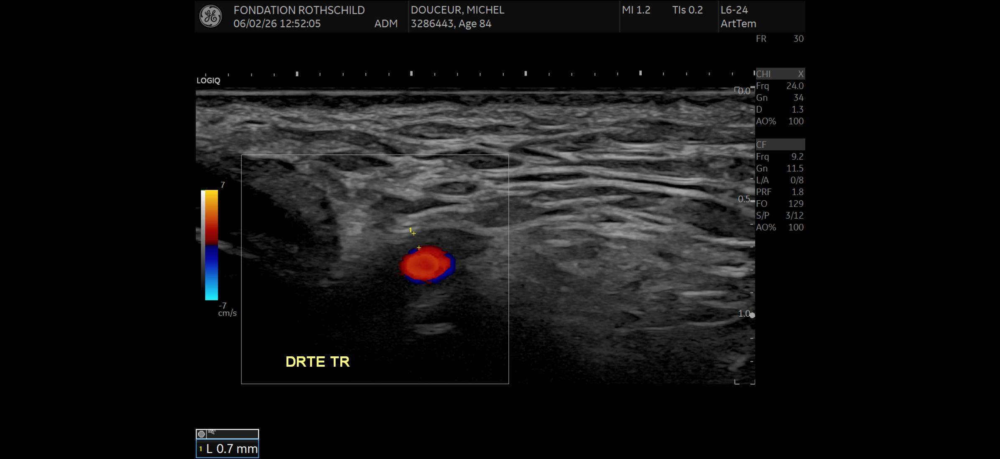 FONDATION ROTHSCHILD
06/02/26 12:52:05 ADM
DOUCEUR, MICHEL
3286443, Age 84
MI 1.2 TIs 0.2
L6-24
ArtTem
FR 30
LOGIQ
CHI X
Frq 24.0
Gn 34
D 1.3
AO% 100
CF
Frq 9.2
Gn 11.5
L/A 0/8
PRF 1.8
FO 129
S/P 3/12
AO% 100
0.0
0.5
1.0
7
-7
cm/s
1
DRTE TR
1 L 0.7 mm